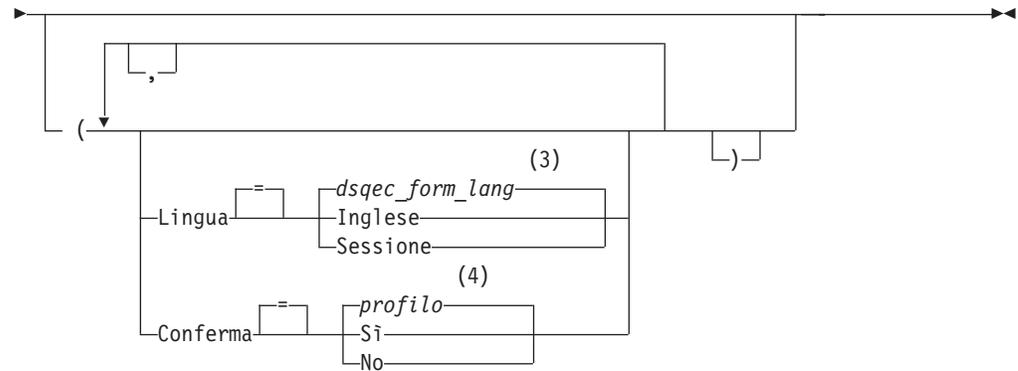 ,
(
)
(3)
dsqec_form_lang
Lingua = Inglese
Sessione
(4)
profilo
Conferma = Sì
No